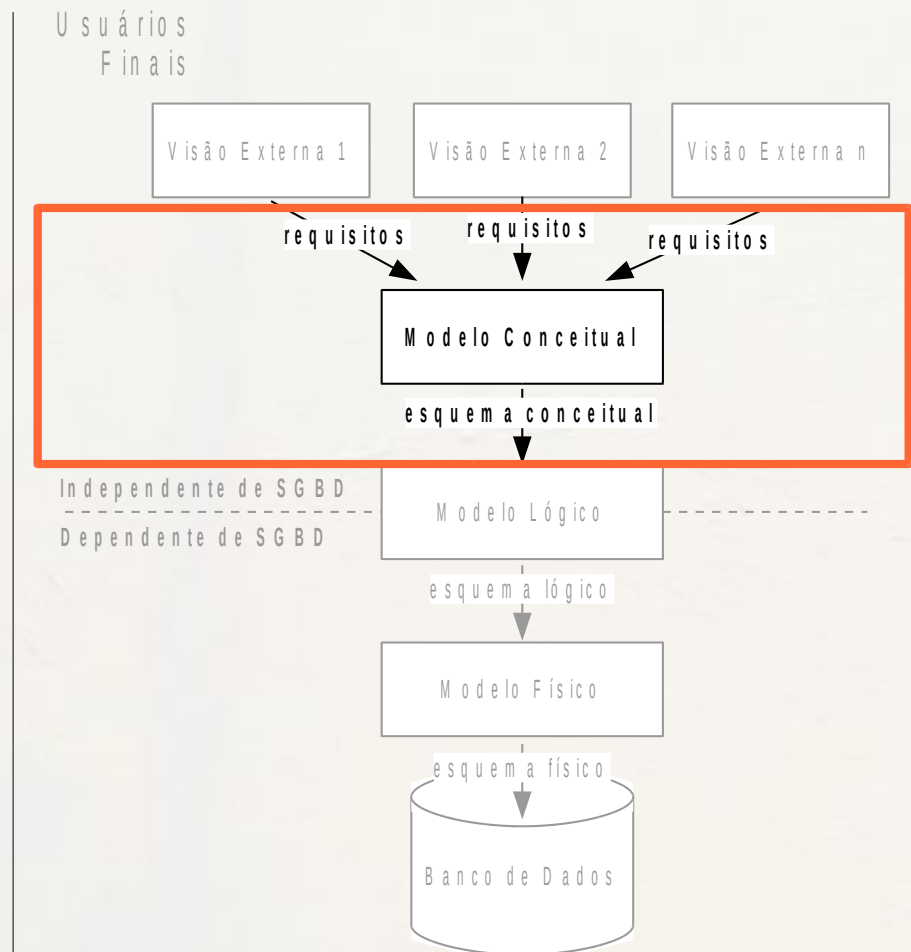 Usuários
Finais
Visão Externa 1
Visão Externa 2
Visão Externa n
requisitos
requisitos
requisitos
Modelo Conceitual
esquema conceitual
Independente de SGBD
Modelo Lógico
Dependente de SGBD
esquema lógico
Modelo Físico
esquema físico
Banco de Dados